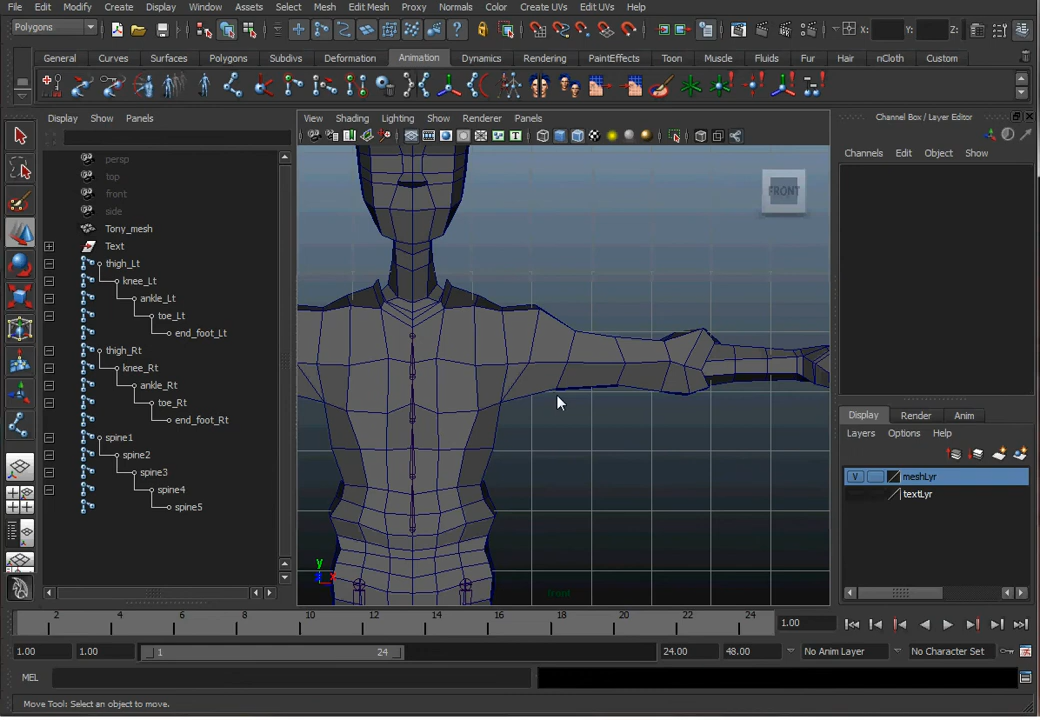 File Edit Modify Create Display Window Assets Select Mesh Edit Mesh Proxy Normals Color Create UVs Edit UVs Help
Polygons X: Y: Z:
General Curves Surfaces Polygons Subdivs Deformation Animation Dynamics Rendering PaintEffects Toon Muscle Fluids Fur Hair nCloth Custom
Display Show Panels
View Shading Lighting Show Renderer Panels
Channel Box / Layer Editor
Channels Edit Object Show
persp
top
front
side
Tony_mesh
Text
thigh_Lt
knee_Lt
ankle_Lt
toe_Lt
end_foot_Lt
thigh_Rt
knee_Rt
ankle_Rt
toe_Rt
end_foot_Rt
spine1
spine2
spine3
spine4
spine5
FRONT
y
x
front
Display Render Anim
Layers Options Help
V meshLyr
textLyr
2 4 6 8 10 12 14 16 18 20 22 24 1.00
1.00 1.00 1 24 24.00 48.00 No Anim Layer No Character Set
MEL
Move Tool: Select an object to move.